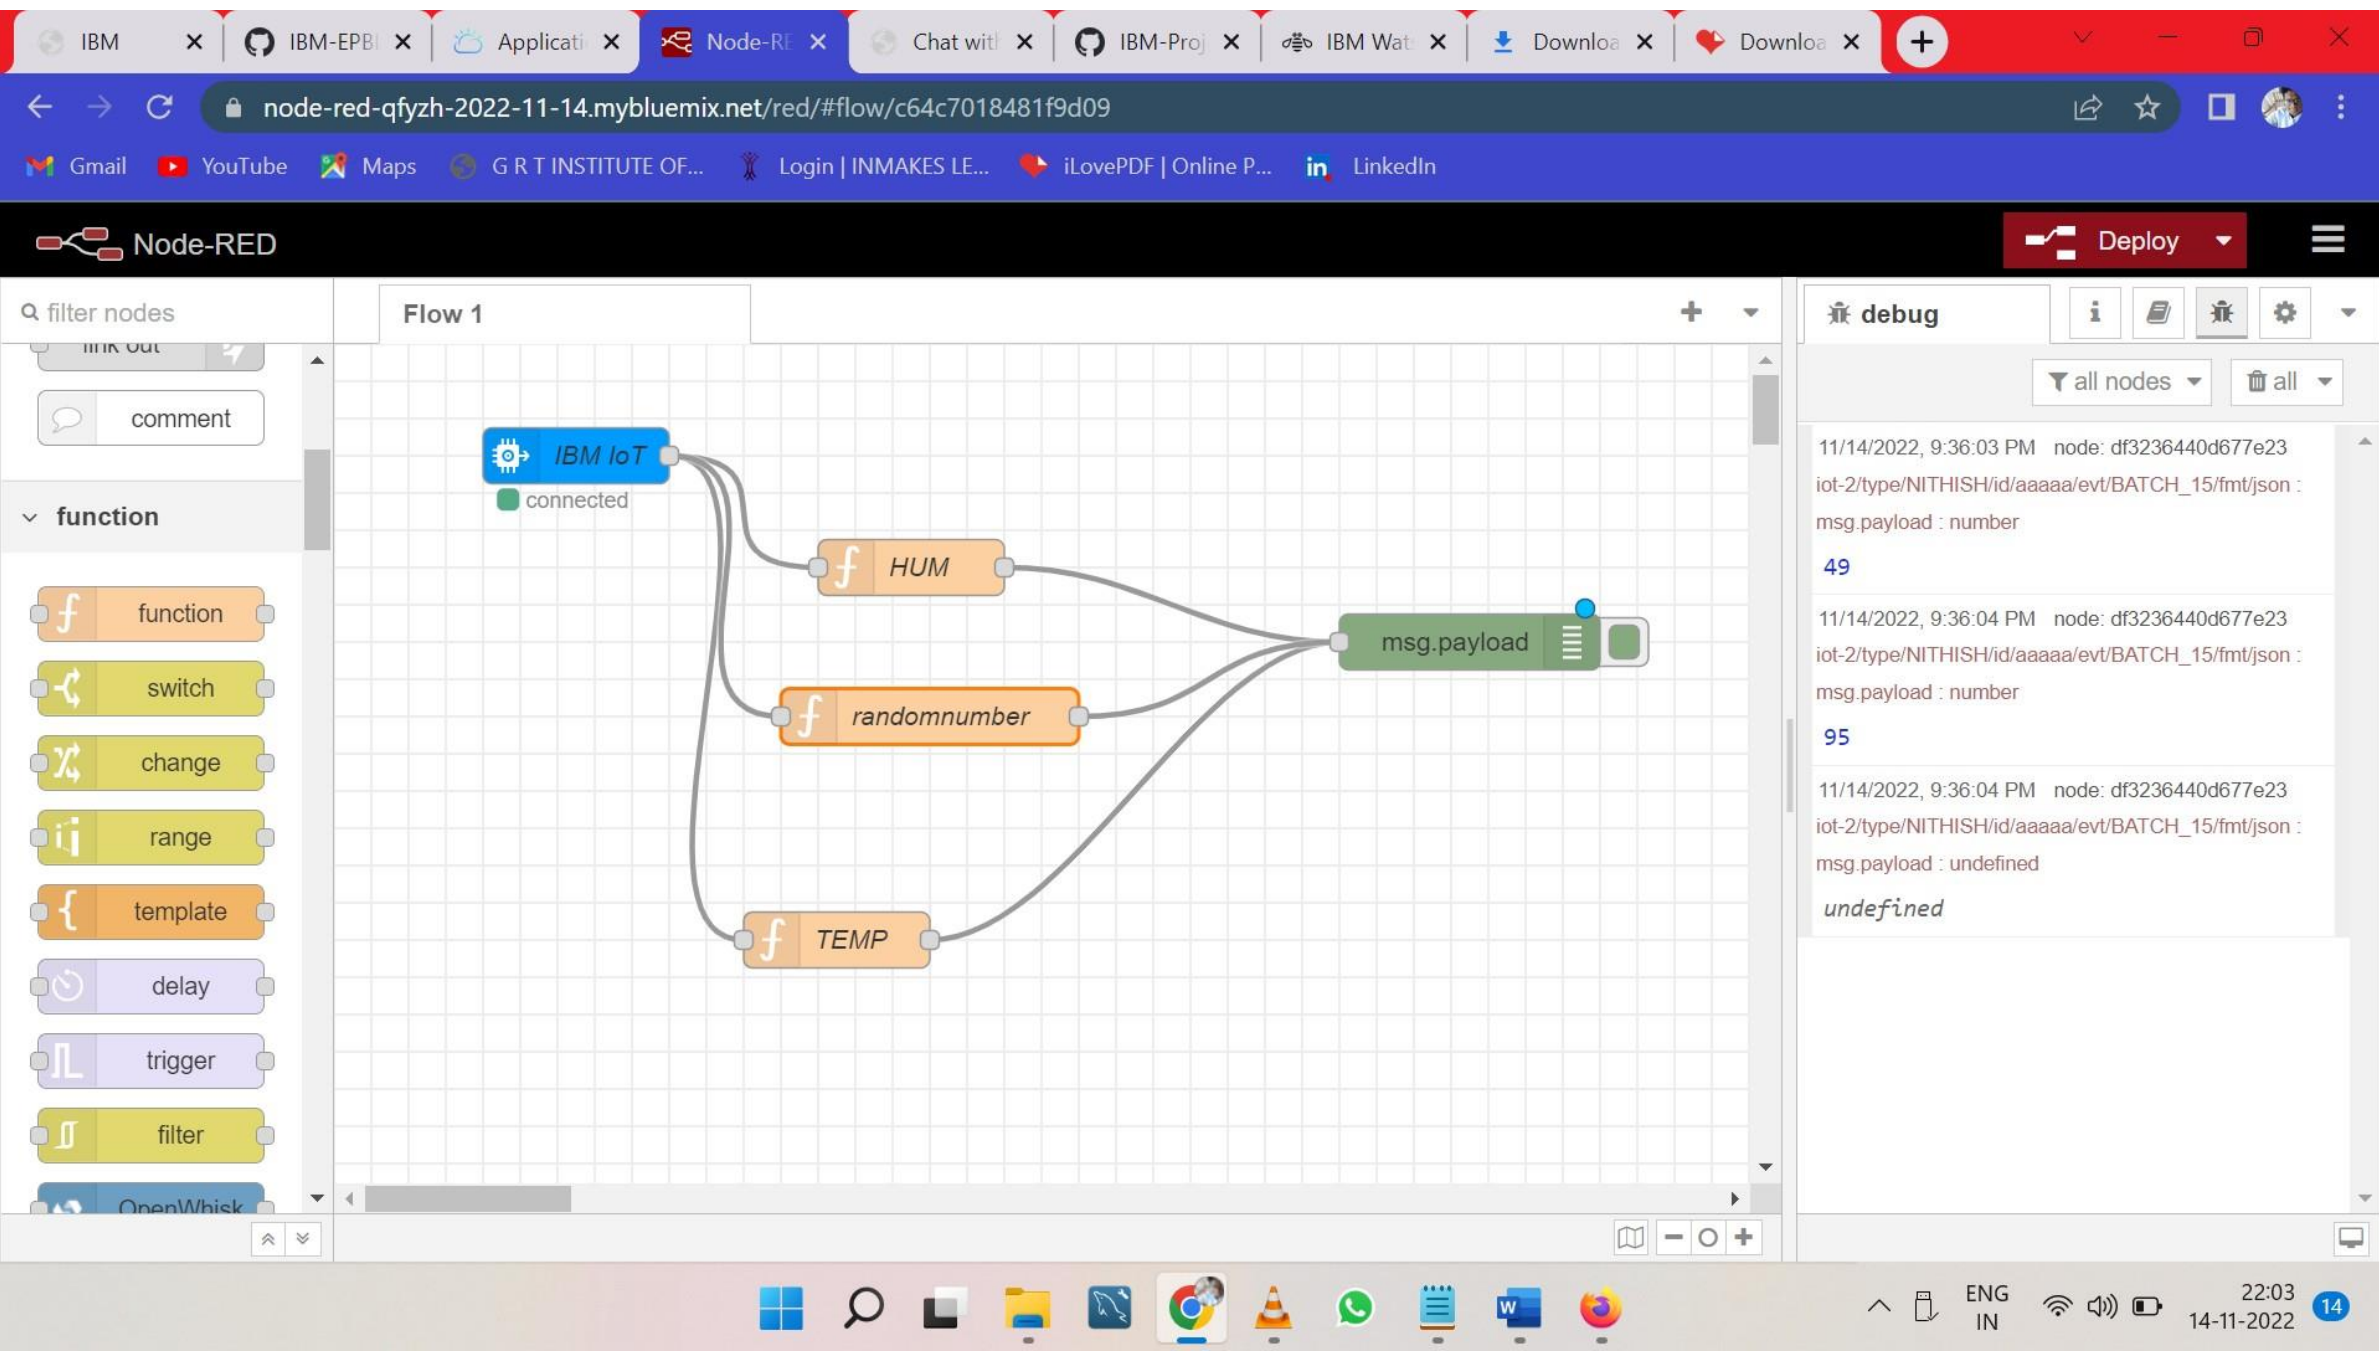 IBM
IBM-EPB
Applicati
Node-RE
Chat with
IBM-Proj
IBM Wat
Downloa
Downloa
node-red-qfyzh-2022-11-14.mybluemix.net/red/#flow/c64c7018481f9d09
Gmail
YouTube
Maps
G R T INSTITUTE OF...
Login | INMAKES LE...
iLovePDF | Online P...
LinkedIn
Node-RED
Deploy
filter nodes
Flow 1
debug
all nodes
all
link out
comment
function
function
switch
change
range
template
delay
trigger
filter
OpenWhisk
IBM IoT
connected
HUM
randomnumber
TEMP
msg.payload
11/14/2022, 9:36:03 PM node: df3236440d677e23
iot-2/type/NITHISH/id/aaaaa/evt/BATCH_15/fmt/json :
msg.payload : number
49
11/14/2022, 9:36:04 PM node: df3236440d677e23
iot-2/type/NITHISH/id/aaaaa/evt/BATCH_15/fmt/json :
msg.payload : number
95
11/14/2022, 9:36:04 PM node: df3236440d677e23
iot-2/type/NITHISH/id/aaaaa/evt/BATCH_15/fmt/json :
msg.payload : undefined
undefined
ENG
IN
22:03
14-11-2022
14